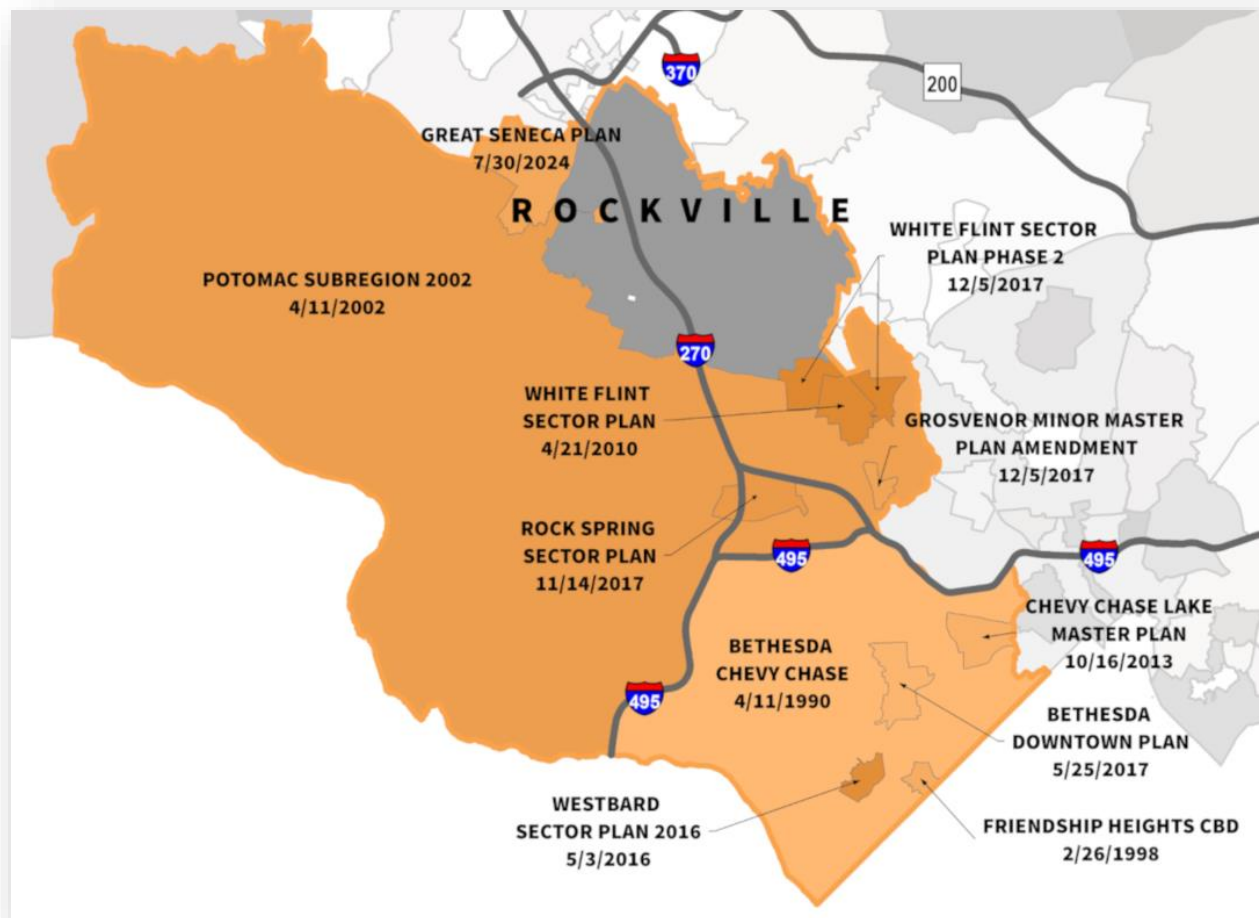 370
200
GREAT SENECA PLAN
7/30/2024
ROCKVILLE
WHITE FLINT SECTOR
PLAN PHASE 2
12/5/2017
POTOMAC SUBREGION 2002
4/11/2002
270
WHITE FLINT
SECTOR PLAN
4/21/2010
GROSVENOR MINOR MASTER
PLAN AMENDMENT
12/5/2017
ROCK SPRING
SECTOR PLAN
11/14/2017
495
495
CHEVY CHASE LAKE
MASTER PLAN
10/16/2013
BETHESDA
CHEVY CHASE
4/11/1990
495
BETHESDA
DOWNTOWN PLAN
5/25/2017
WESTBARD
SECTOR PLAN 2016
5/3/2016
FRIENDSHIP HEIGHTS CBD
2/26/1998